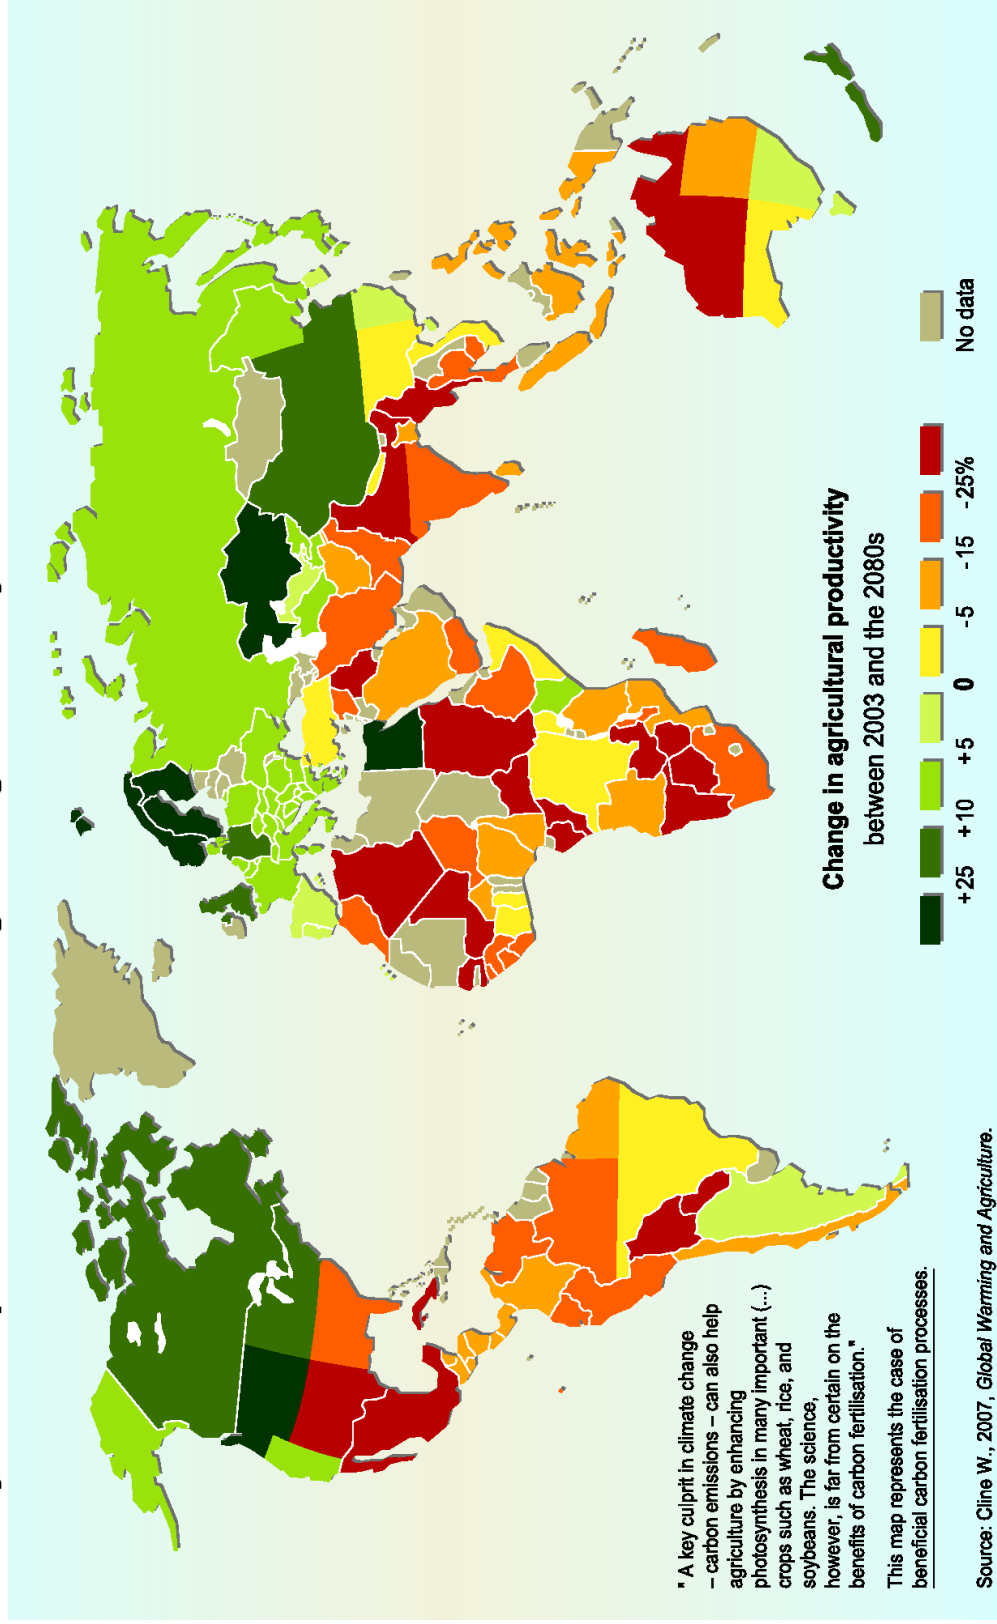 " A key culprit in climate change
– carbon emissions – can also help
agriculture by enhancing
photosynthesis in many important (...)
crops such as wheat, rice, and
soybeans. The science,
however, is far from certain on the
benefits of carbon fertilisation."
This map represents the case of
beneficial carbon fertilisation processes.
Source: Cline W., 2007, Global Warming and Agriculture.
Change in agricultural productivity
between 2003 and the 2080s
+25 +10 +5 0 -5 -15 -25% No data